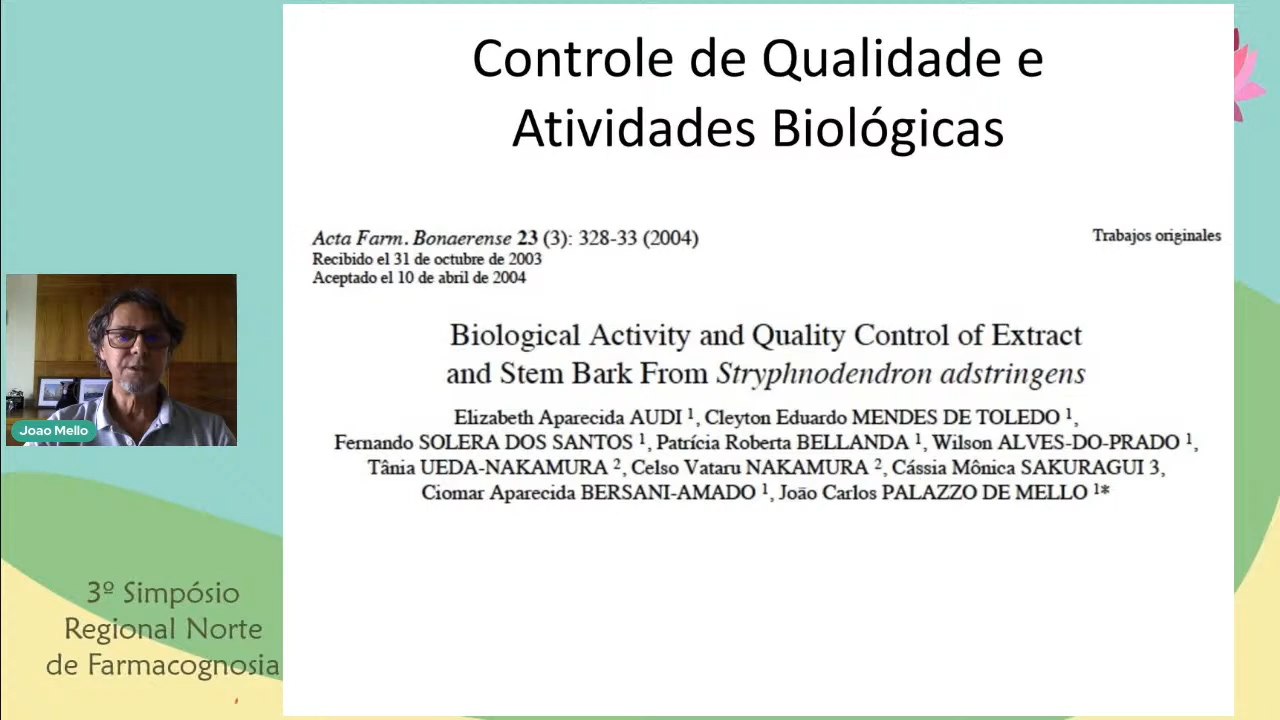 Controle de Qualidade e
Atividades Biológicas
Acta Farm. Bonaerense 23 (3): 328-33 (2004)
Trabajos originales
Recibido el 31 de octubre de 2003
Aceptado el 10 de abril de 2004
Biological Activity and Quality Control of Extract
and Stem Bark From Stryphnodendron adstringens
Elizabeth Aparecida AUDI 1, Cleyton Eduardo MENDES DE TOLEDO 1,
Fernando SOLERA DOS SANTOS 1, Patrícia Roberta BELLANDA 1, Wilson ALVES-DO-PRADO 1,
Tânia UEDA-NAKAMURA 2, Celso Vataru NAKAMURA 2, Cássia Mônica SAKURAGUI 3,
Ciomar Aparecida BERSANI-AMADO 1, João Carlos PALAZZO DE MELLO 1*
Joao Mello
3º Simpósio
Regional Norte
de Farmacognosia